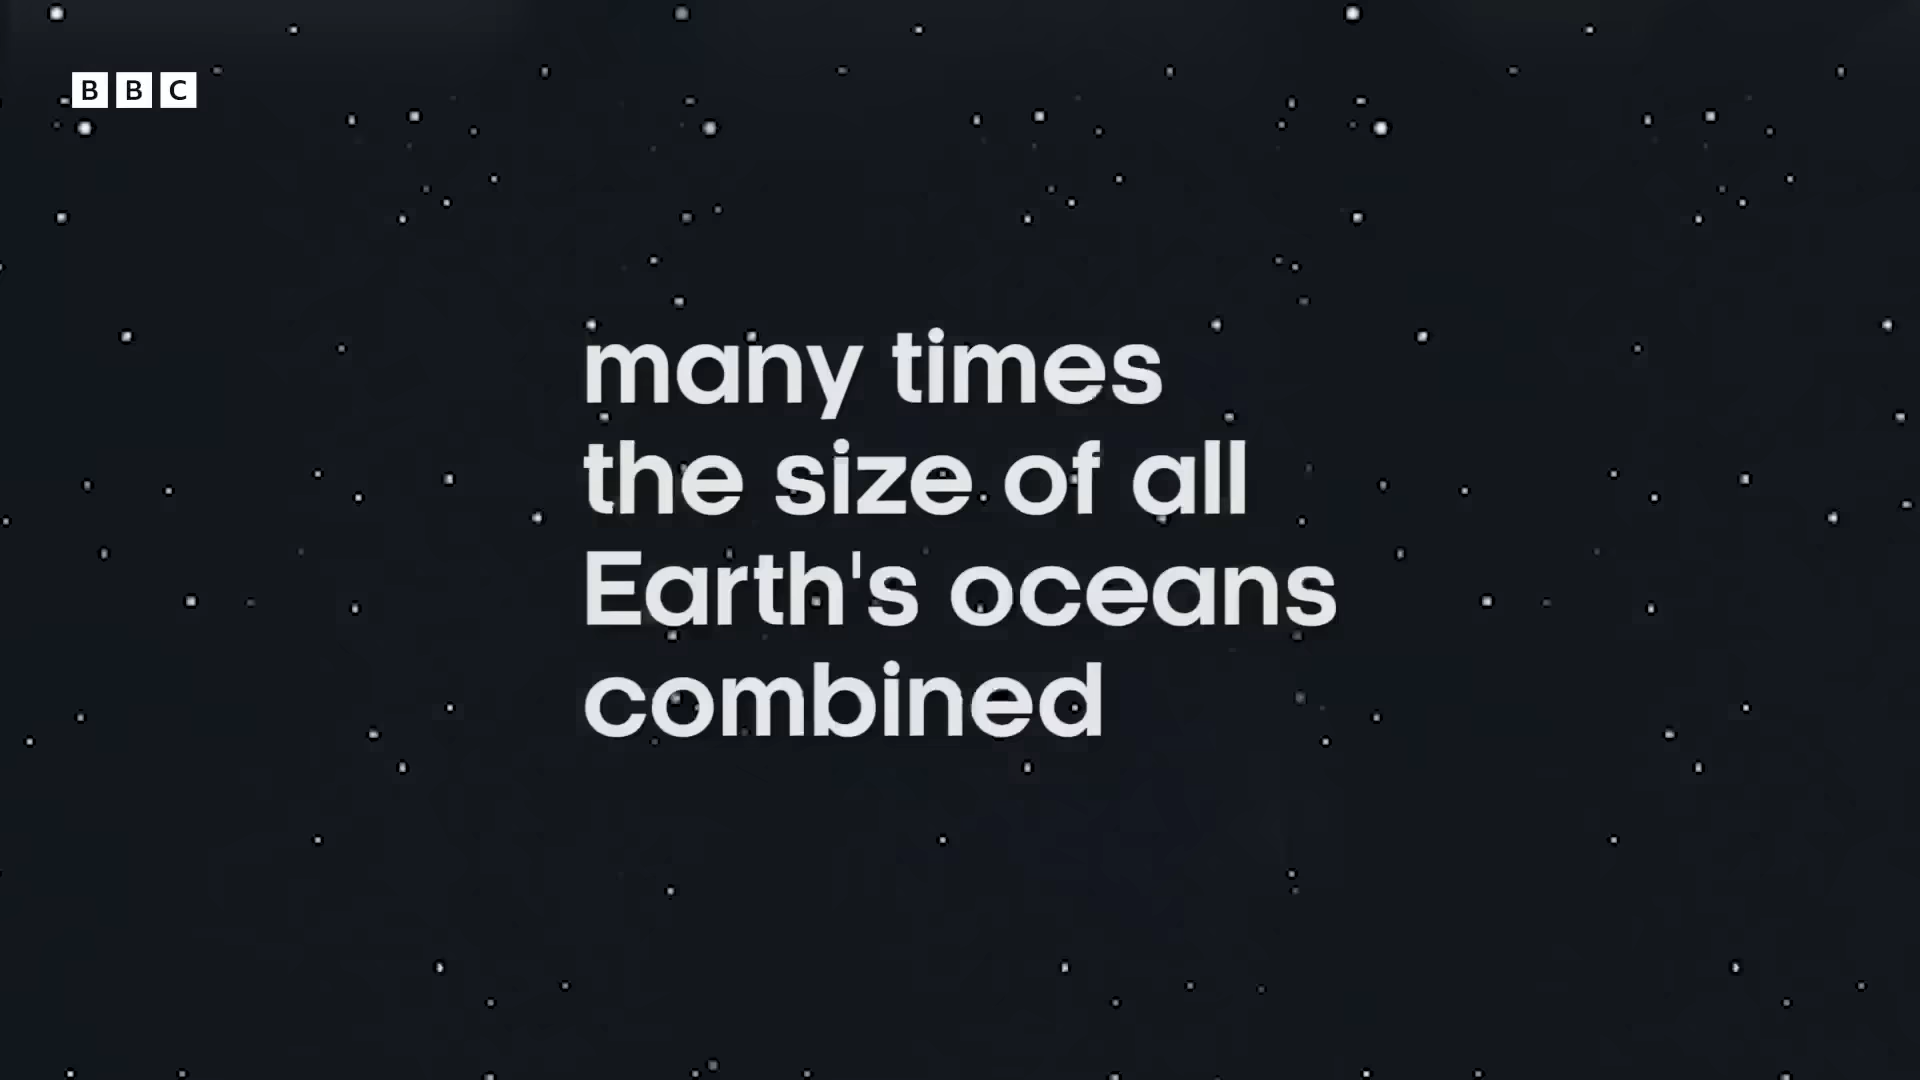 BBC
many times
the size of all
Earth's oceans
combined